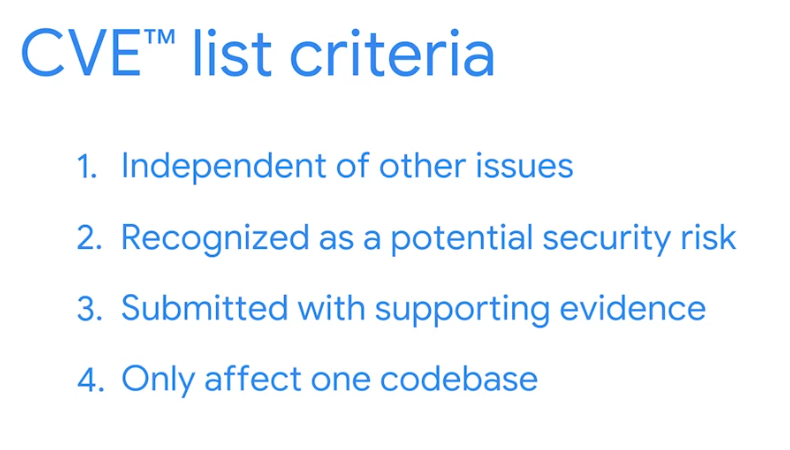 CVE™ list criteria
1. Independent of other issues
2. Recognized as a potential security risk
3. Submitted with supporting evidence
4. Only affect one codebase